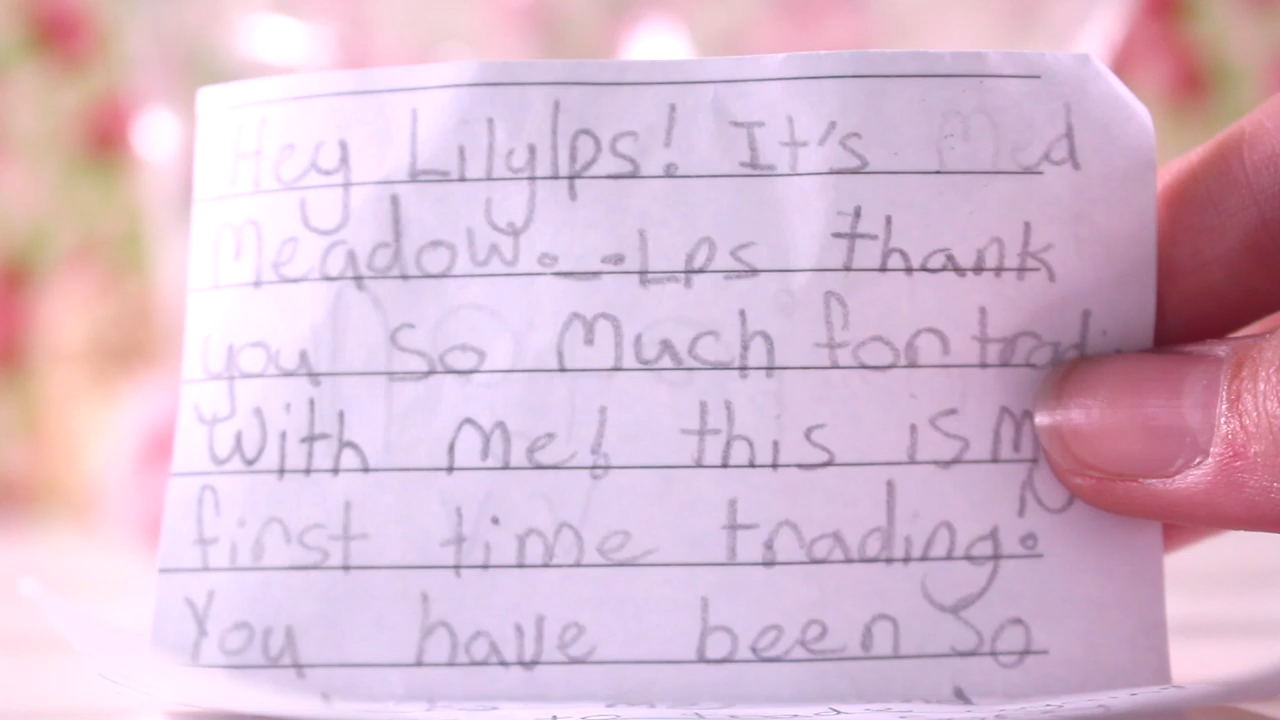 Hey Lilylps! It's
Meadow._.Lps thank
you so much for
With me! this is
first time trading.
You have been So